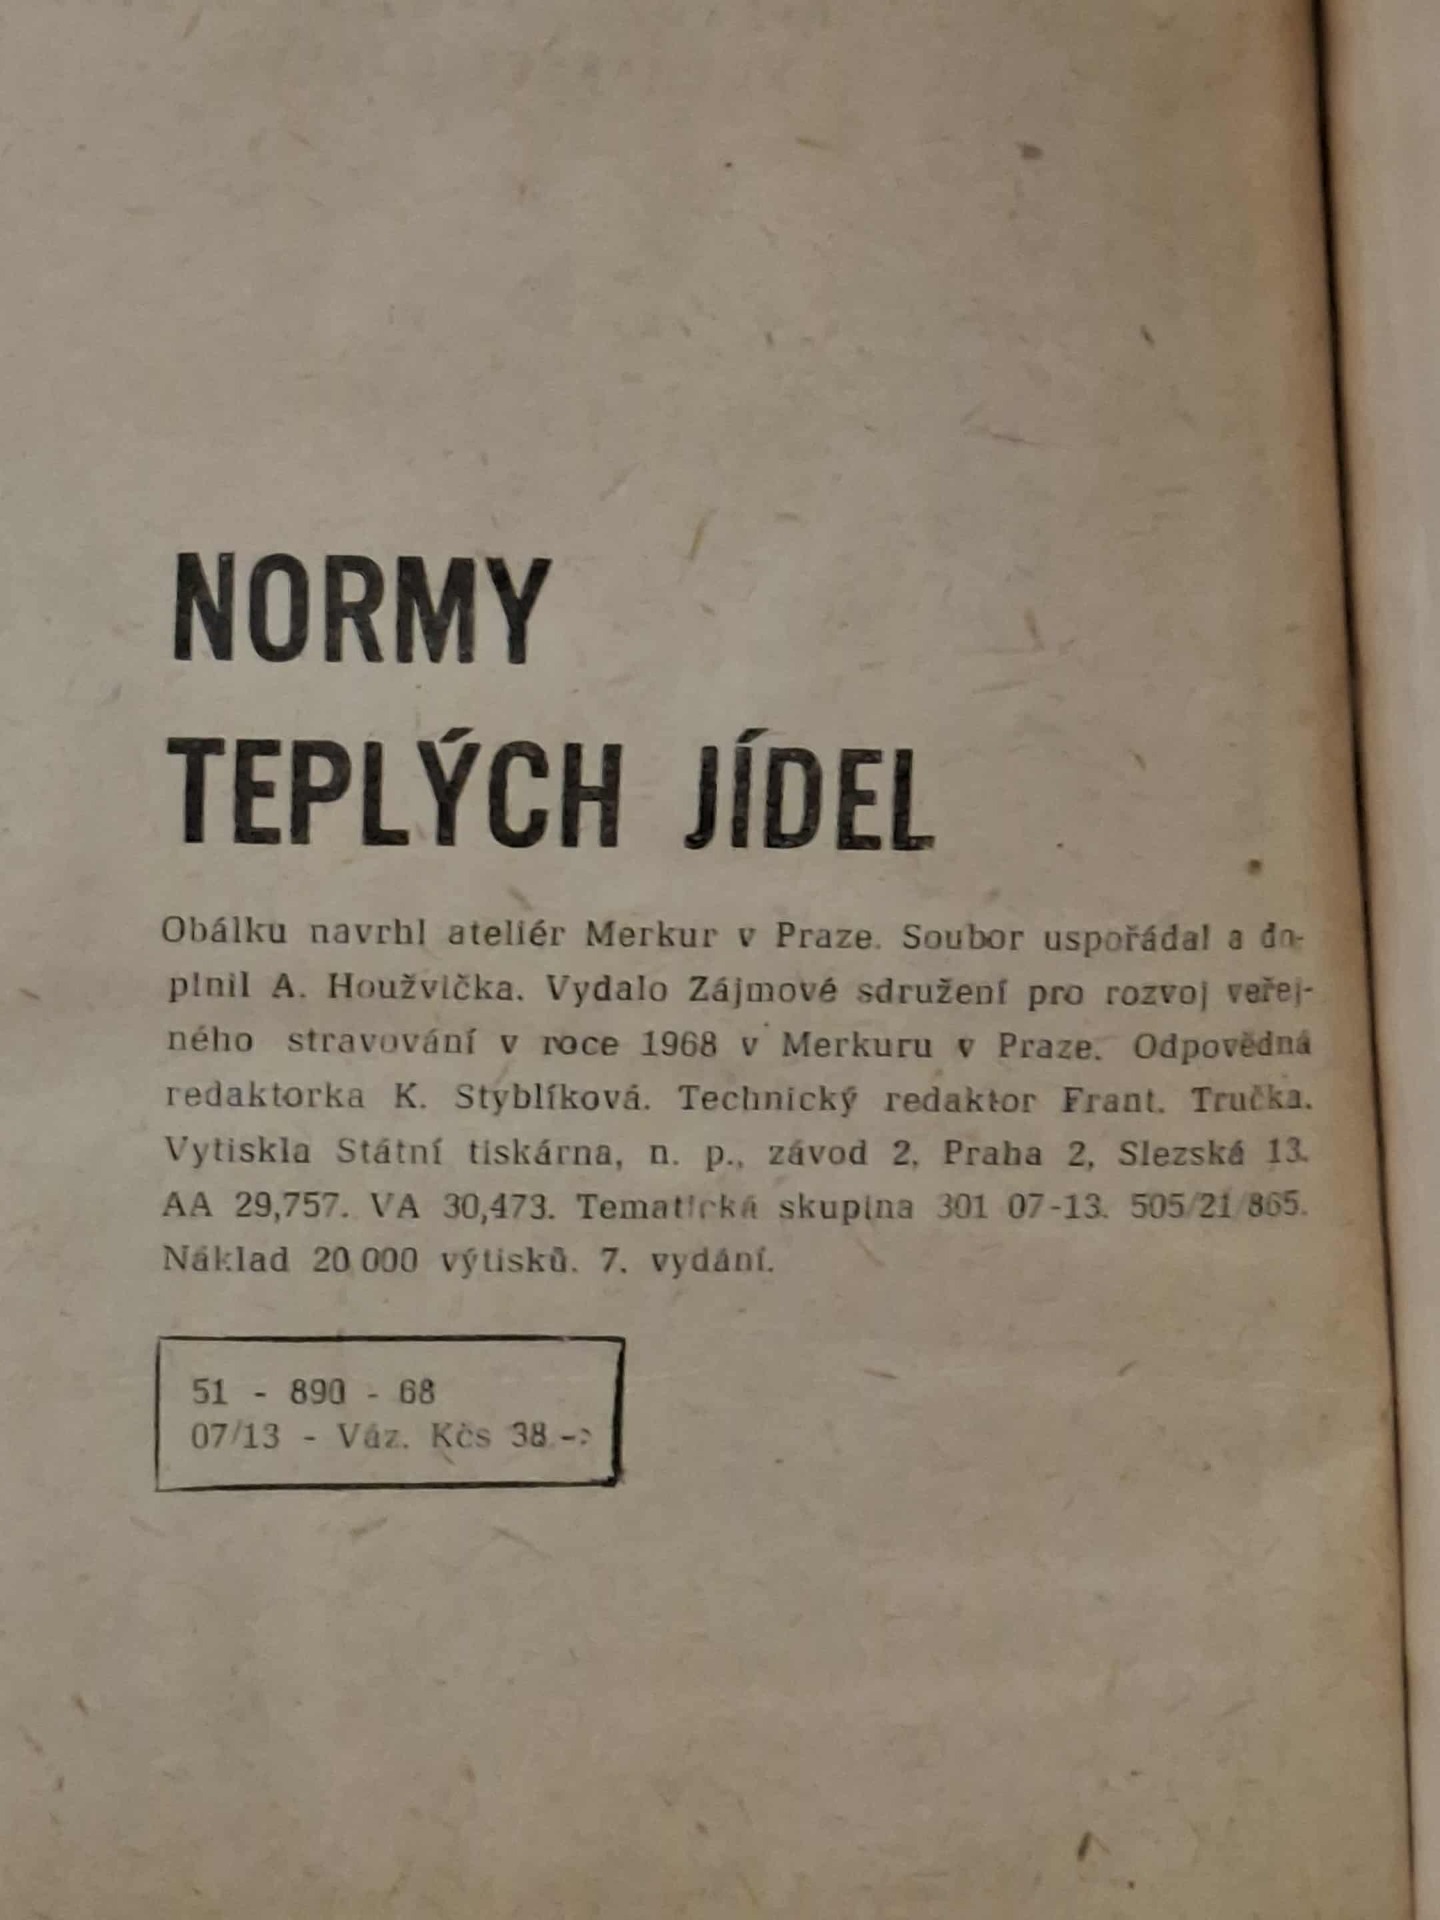 NORMY
TEPLÝCH JÍDEL
Obálku navrhl ateliér Merkur v Praze. Soubor uspořádal a do-
plnil A. Houžvička. Vydalo Zájmové sdružení pro rozvoj veřej-
ného stravování v roce 1968 v Merkuru v Praze. Odpovědná
redaktorka K. Styblíková. Technický redaktor Frant. Tručka.
Vytiskla Státní tiskárna, n. p., závod 2, Praha 2, Slezská 13.
AA 29,757. VA 30,473. Tematická skupina 301 07-13. 505/21/865.
Náklad 20 000 výtisků. 7. vydání.
51 - 890 - 68
07/13 - Váz. Kčs 38.-